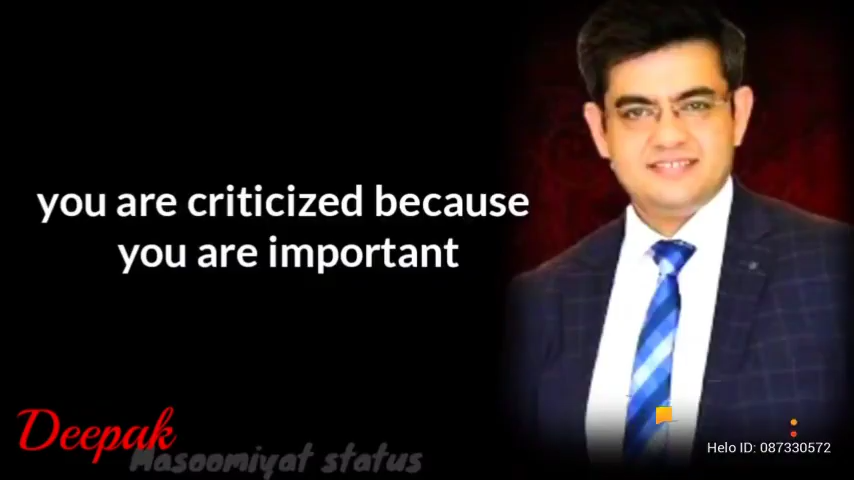 you are criticized because
you are important
Deepak
Masoomiyat status
Helo ID: 087330572